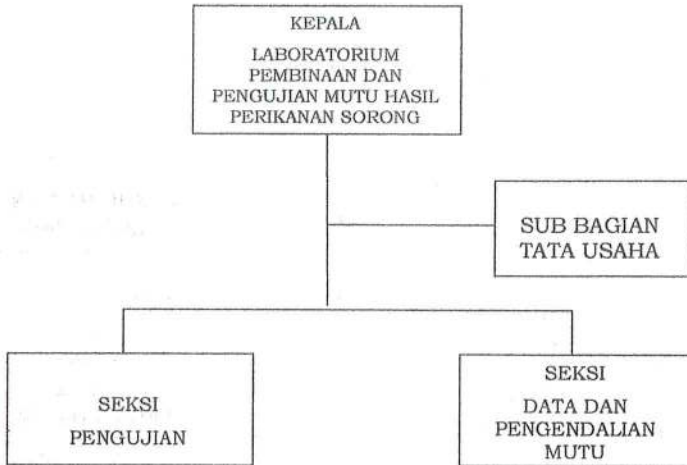 KEPALA
LABORATORIUM
PEMBINAAN DAN
PENGUJIAN MUTU HASIL
PERIKANAN SORONG
SUB BAGIAN
TATA USAHA
SEKSI
PENGUJIAN
SEKSI
DATA DAN
PENGENDALIAN
MUTU